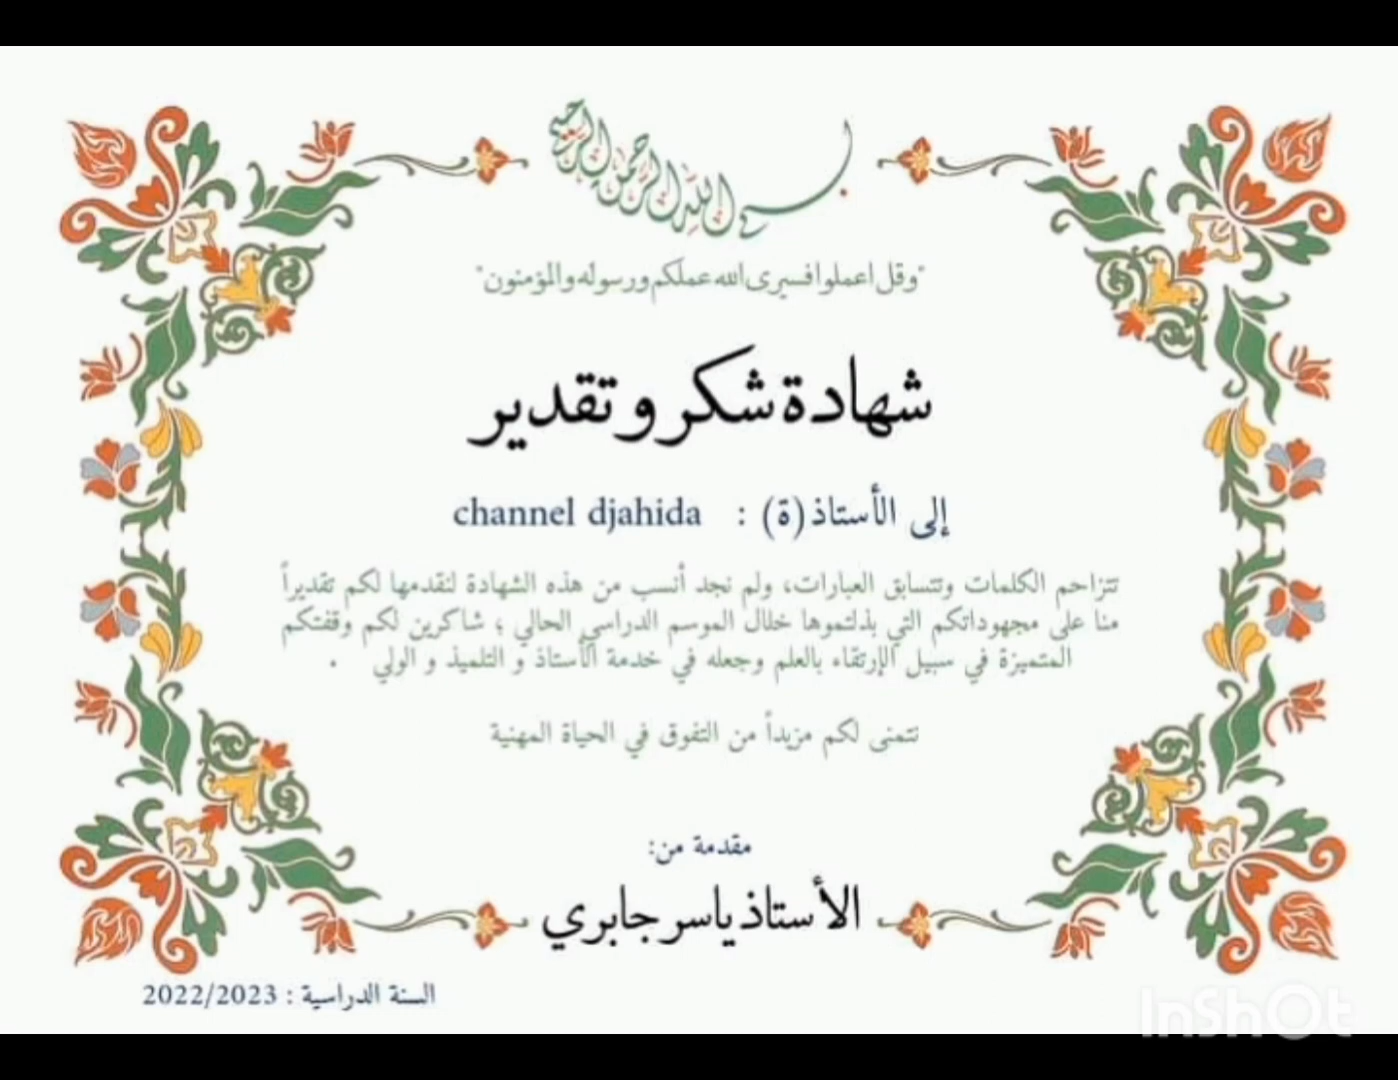 بسم الله الرحمن الرحيم
"وقل اعملوا فسيرى الله عملكم ورسوله والمؤمنون"
شهادة شكر و تقدير
إلى الأستاذ(ة) : channel djahida
تتزاحم الكلمات وتتسابق العبارات، ولم نجد أنسب من هذه الشهادة لنقدمها لكم تقديراً
منا على مجهوداتكم التي بذلتموها خلال الموسم الدراسي الحالي ؛ شاكرين لكم وقفتكم
المتميزة في سبيل الإرتقاء بالعلم وجعله في خدمة الأستاذ و التلميذ و الولي .
نتمنى لكم مزيداً من التفوق في الحياة المهنية
مقدمة من:
الأستاذ ياسر جابري
السنة الدراسية : 2022/2023
InShOt